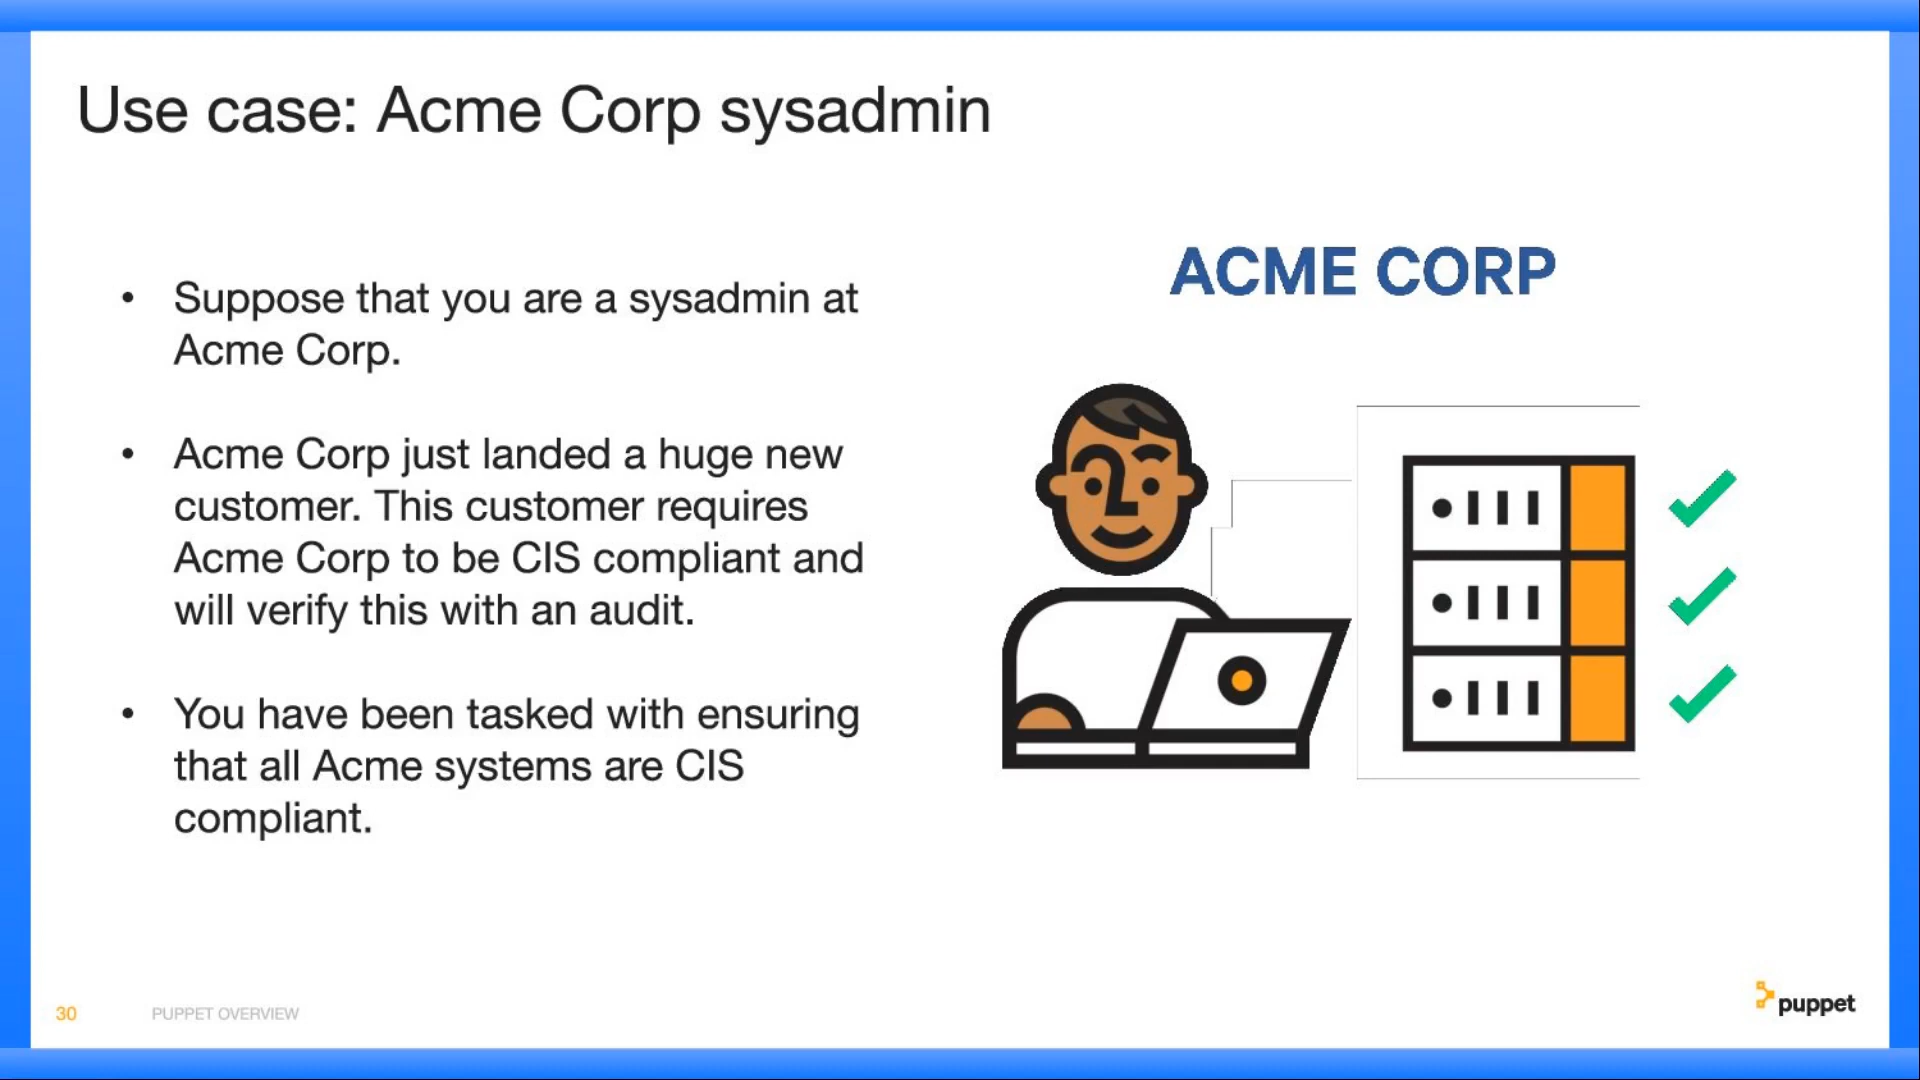 Use case: Acme Corp sysadmin
• Suppose that you are a sysadmin at
Acme Corp.
• Acme Corp just landed a huge new
customer. This customer requires
Acme Corp to be CIS compliant and
will verify this with an audit.
• You have been tasked with ensuring
that all Acme systems are CIS
compliant.
ACME CORP
30 PUPPET OVERVIEW
puppet